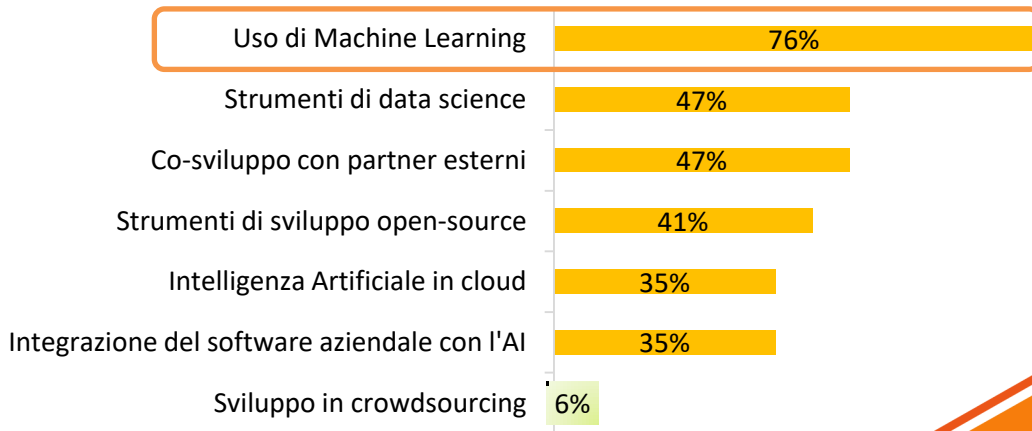 Uso di Machine Learning 76%
Strumenti di data science 47%
Co-sviluppo con partner esterni 47%
Strumenti di sviluppo open-source 41%
Intelligenza Artificiale in cloud 35%
Integrazione del software aziendale con l'AI 35%
Sviluppo in crowdsourcing 6%